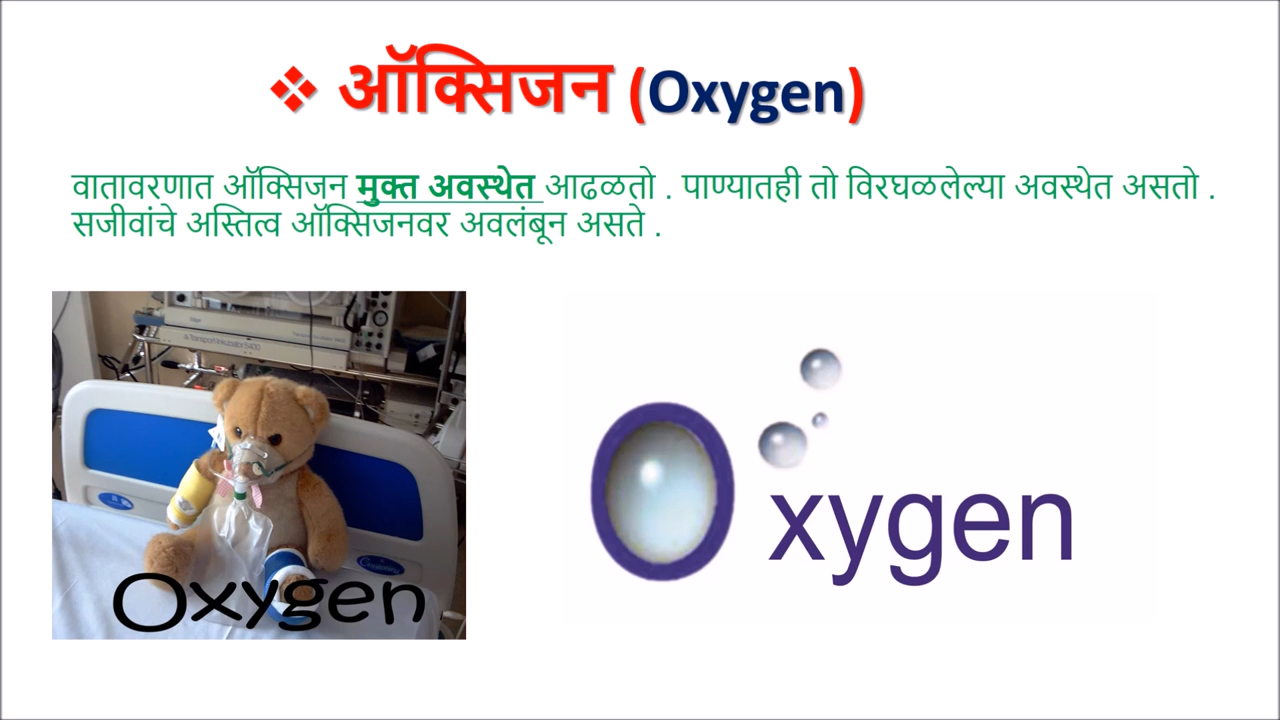 ❖ ऑक्सिजन (Oxygen)
वातावरणात ऑक्सिजन मुक्त अवस्थेत आढळतो . पाण्यातही तो विरघळलेल्या अवस्थेत असतो .
सजीवांचे अस्तित्व ऑक्सिजनवर अवलंबून असते .
Oxygen
Oxygen